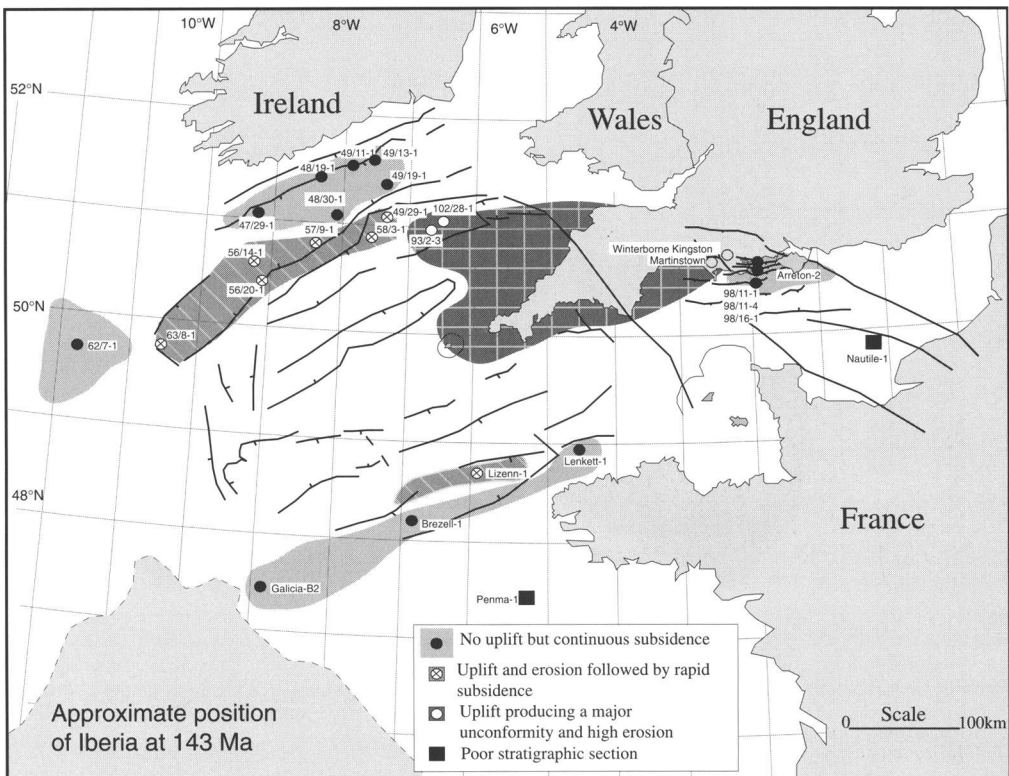 10°W
8°W
6°W
4°W
52°N
Ireland
Wales
England
49/11-1
49/13-1
48/19-1
49/19-1
48/30-1
47/29-1
49/29-1
102/28-1
57/9-1
58/3-1
93/2-3
56/14-1
56/20-1
Winterborne Kingston
Martinstown
Arreton-2
98/11-1
98/11-4
98/16-1
50°N
62/7-1
63/8-1
Nautile-1
48°N
Lizenn-1
Lenkett-1
Brezell-1
France
Galicia-B2
Penma-1
No uplift but continuous subsidence
Uplift and erosion followed by rapid
subsidence
Uplift producing a major
unconformity and high erosion
Poor stratigraphic section
Approximate position
of Iberia at 143 Ma
0 Scale 100km